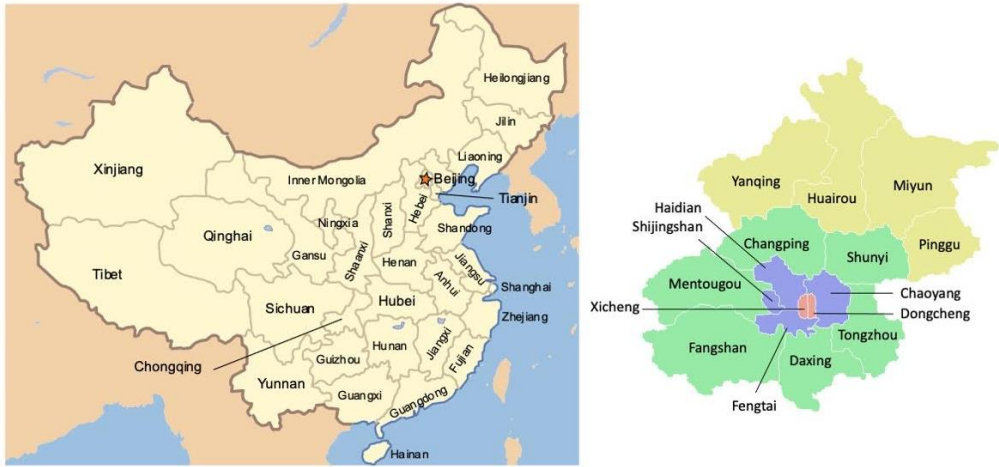 Heilongjiang
Jilin
Liaoning
Xinjiang
Inner Mongolia
Beijing
Tianjin
Hebei
Shanxi
Ningxia
Shandong
Qinghai
Gansu
Shaanxi
Henan
Jiangsu
Tibet
Anhui
Shanghai
Sichuan
Hubei
Zhejiang
Chongqing
Hunan
Jiangxi
Guizhou
Fujian
Yunnan
Guangxi
Guangdong
Hainan
Yanqing
Huairou
Miyun
Haidian
Shijingshan
Changping
Shunyi
Pinggu
Mentougou
Chaoyang
Xicheng
Dongcheng
Tongzhou
Fangshan
Daxing
Fengtai